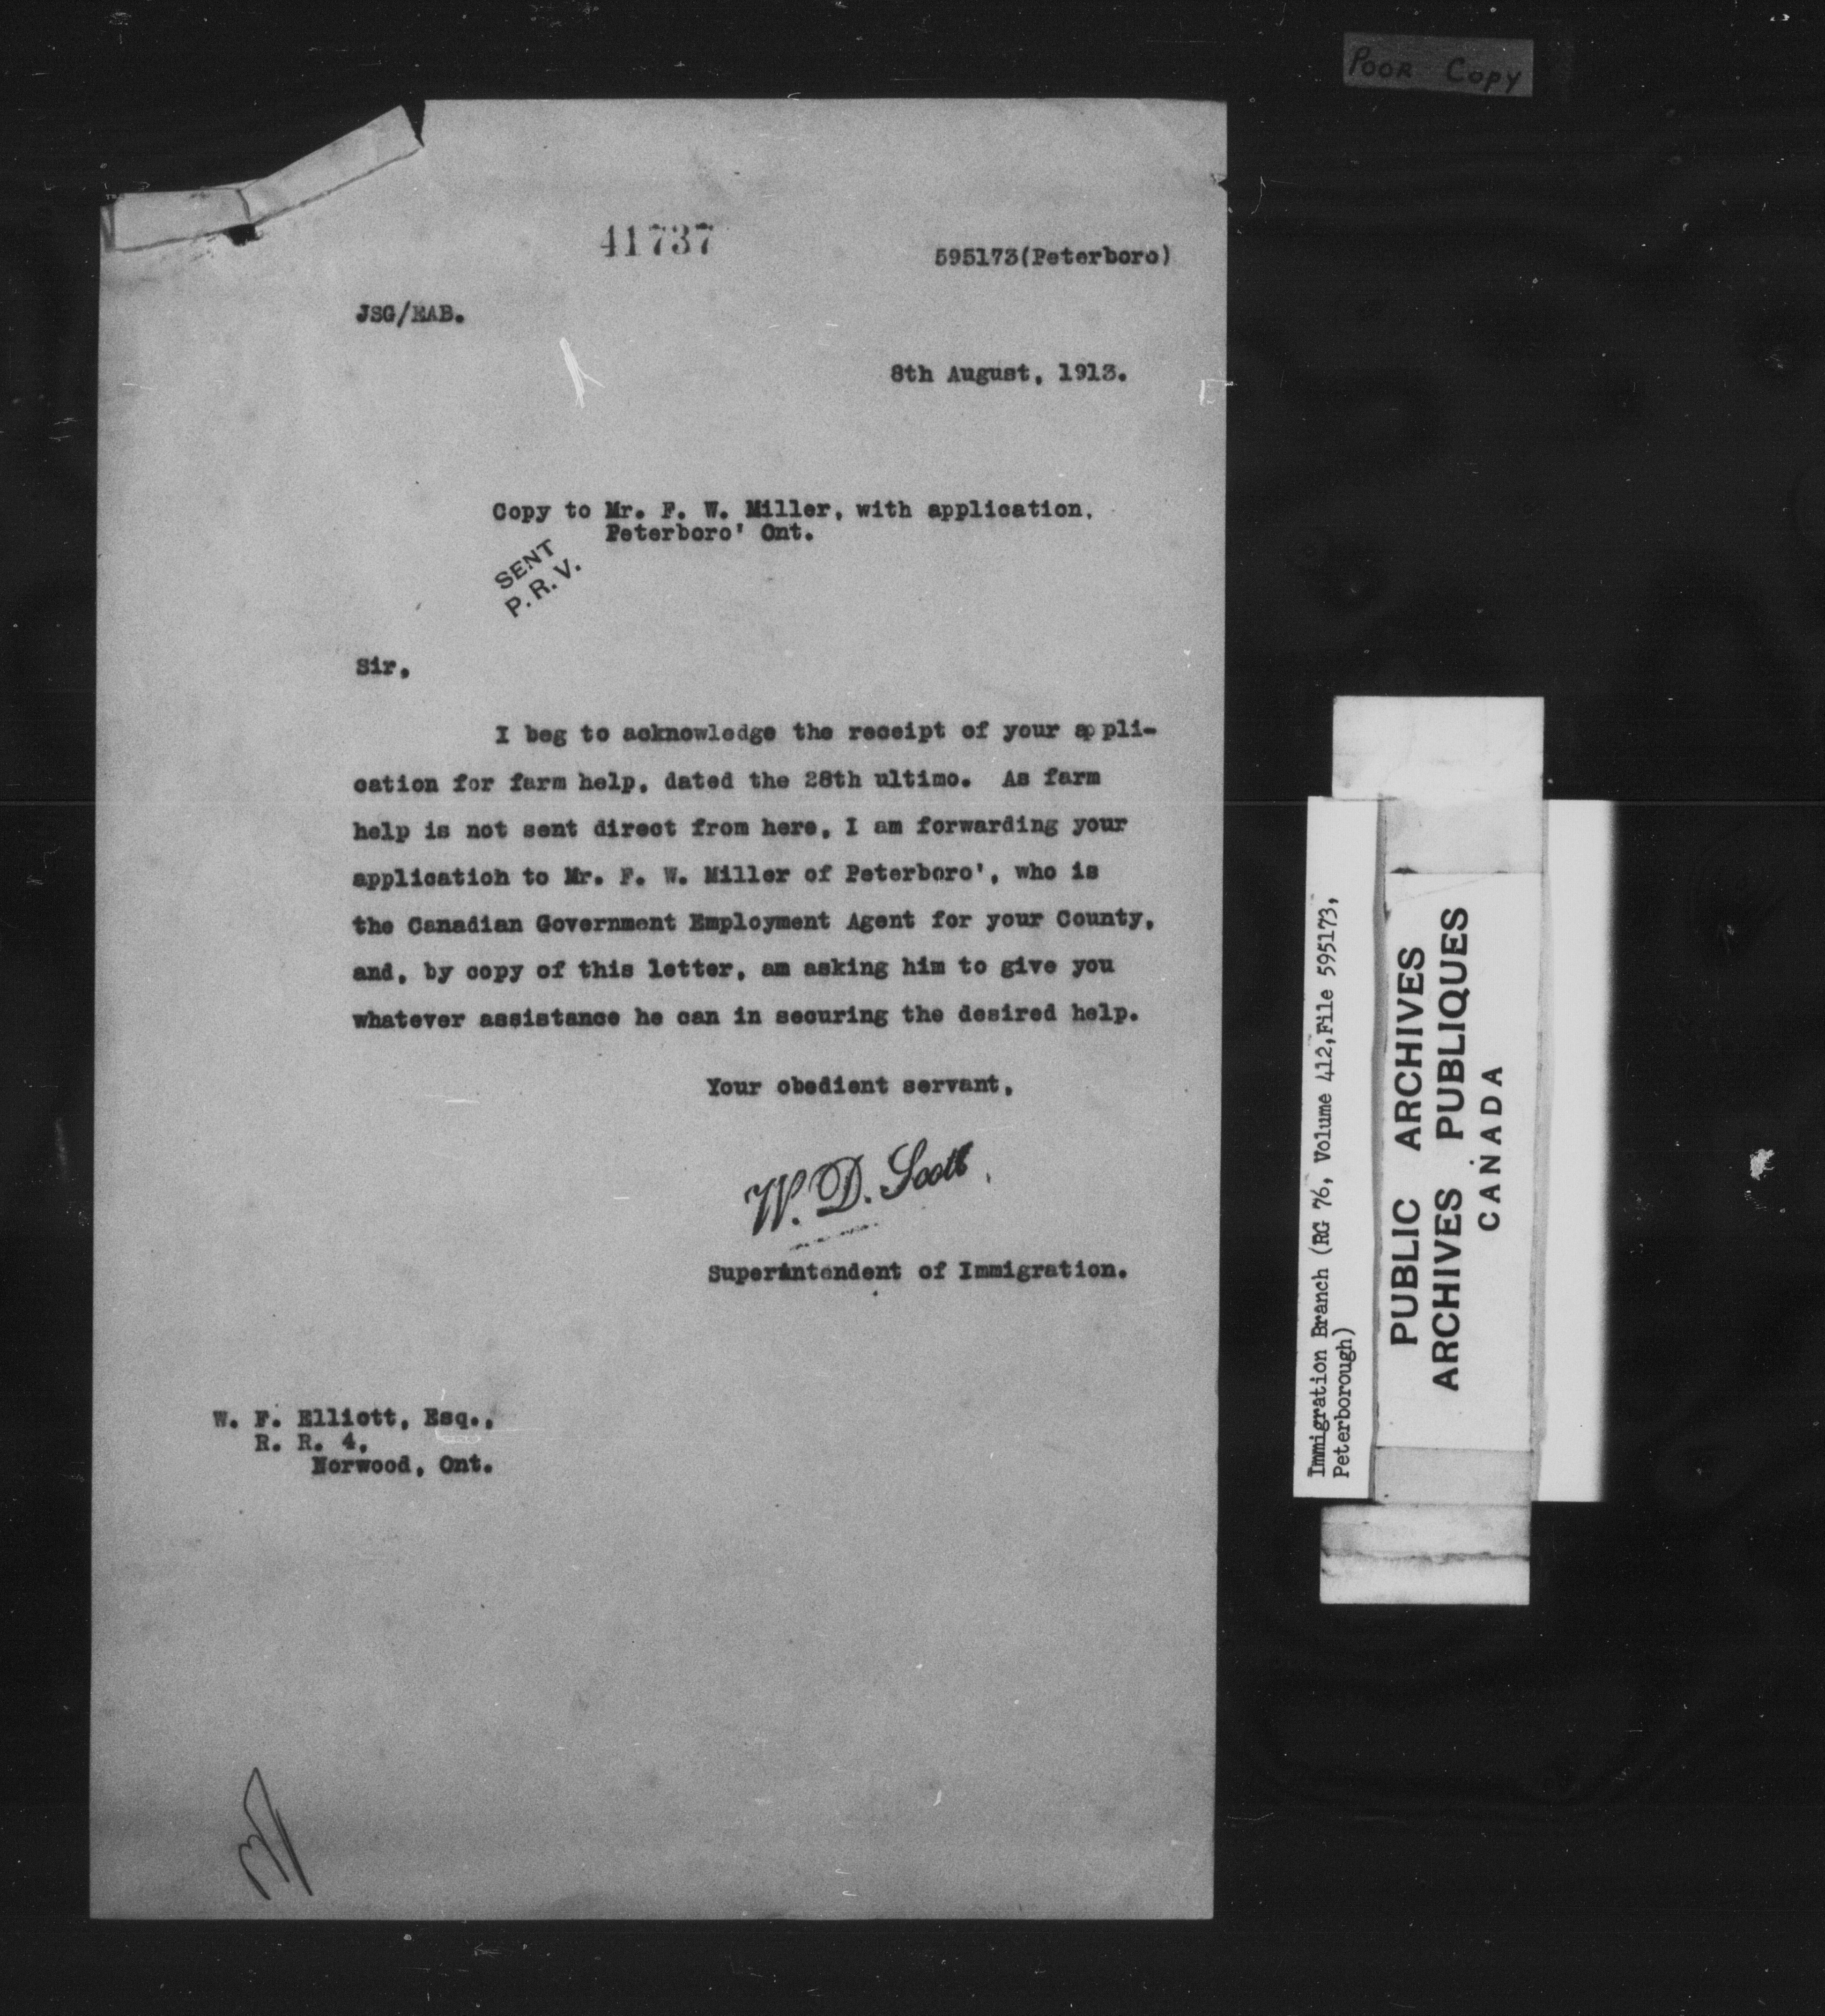 POOR COPY
41737
595173(Peterboro)
JSG/EAB.
8th August, 1913.
Copy to Mr. F. W. Miller, with application,
Peterboro' Ont.
SENT
P. R. V.
Sir,
I beg to acknowledge the receipt of your appli-
cation for farm help, dated the 28th ultimo. As farm
help is not sent direct from here, I am forwarding your
application to Mr. F. W. Miller of Peterboro', who is
the Canadian Government Employment Agent for your County,
and, by copy of this letter, am asking him to give you
whatever assistance he can in securing the desired help.
Your obedient servant,
W. D. Scott.
Superintendent of Immigration.
W. F. Elliott, Esq.,
R. R. 4,
Norwood, Ont.
Immigration Branch (RG 76, Volume 412,File 595173,
Peterborough)
PUBLIC ARCHIVES
ARCHIVES PUBLIQUES
CANADA